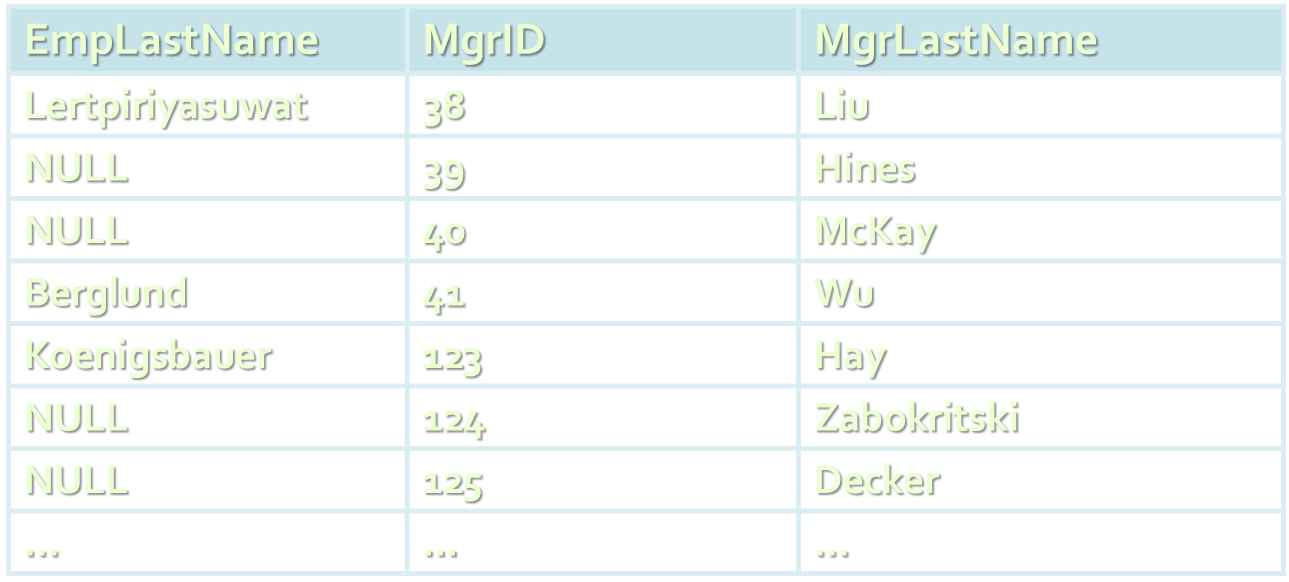 EmpLastName MgrID MgrLastName
Lertpiriyasuwat 38 Liu
NULL 39 Hines
NULL 40 McKay
Berglund 41 Wu
Koenigsbauer 123 Hay
NULL 124 Zabokritski
NULL 125 Decker
... ... ...